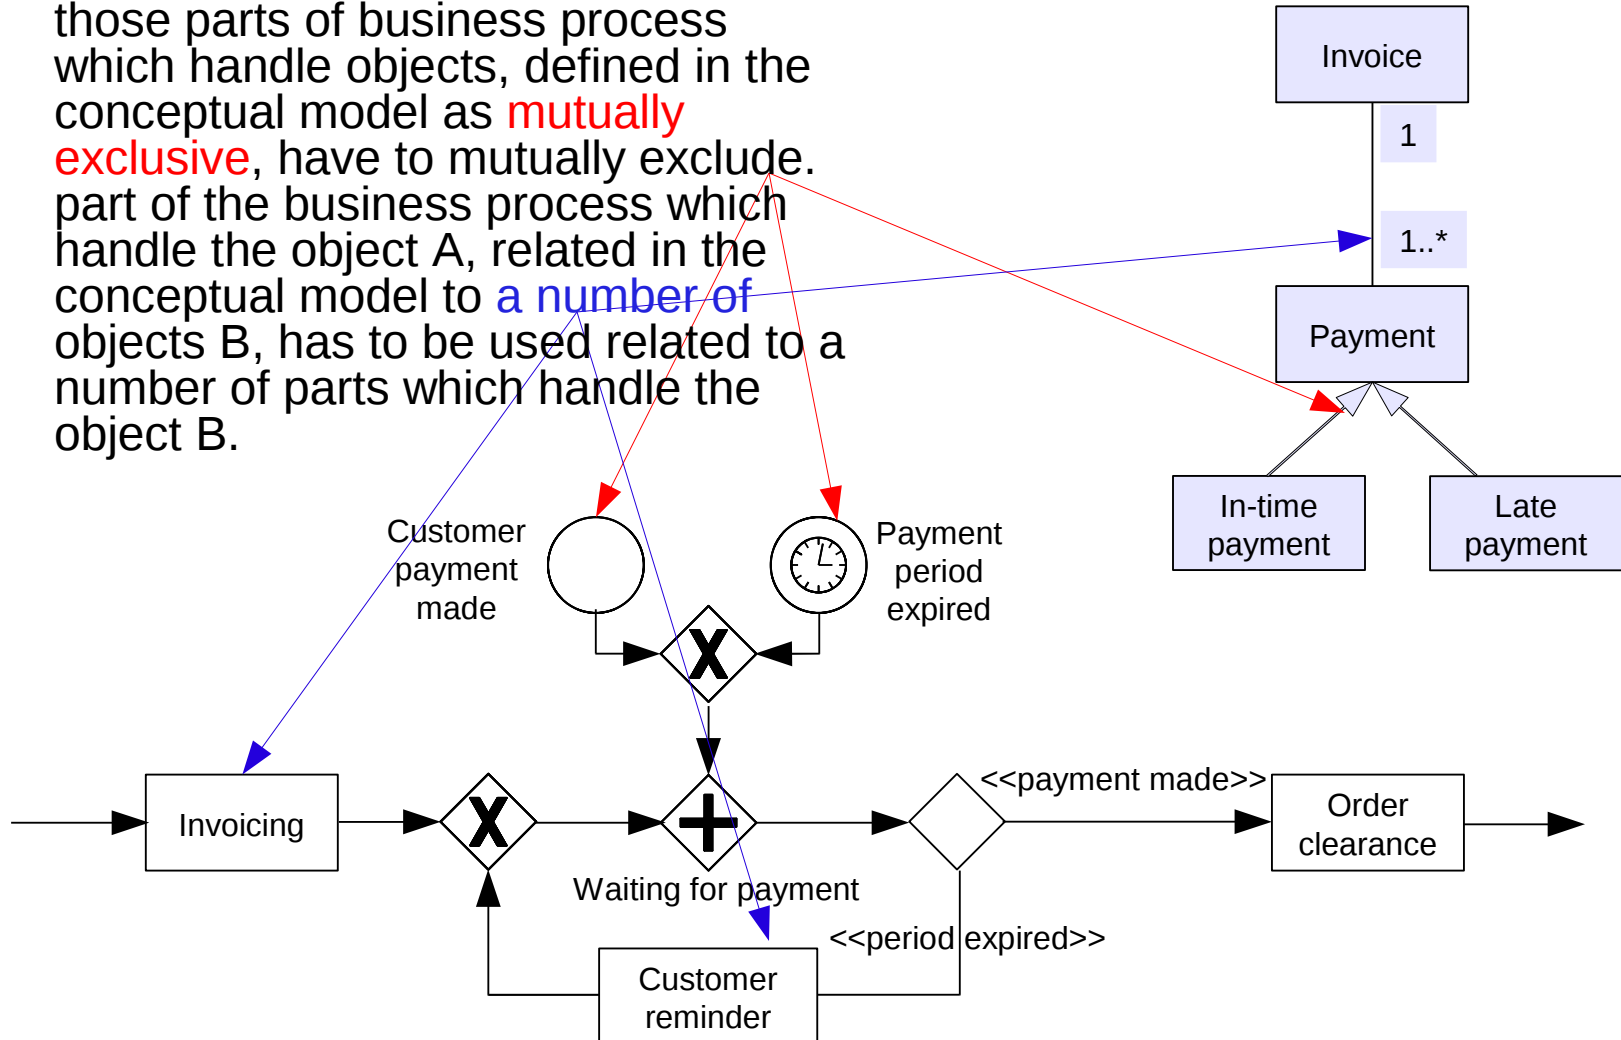 those parts of business process
which handle objects, defined in the
conceptual model as mutually
exclusive, have to mutually exclude.
part of the business process which
handle the object A, related in the
conceptual model to a number of
objects B, has to be used related to a
number of parts which handle the
object B.
Invoice
1
1..*
Payment
In-time
payment
Late
payment
Customer
payment
made
Payment
period
expired
X
<<payment made>>
Invoicing
X
Order
clearance
Waiting for payment
<<period expired>>
Customer
reminder